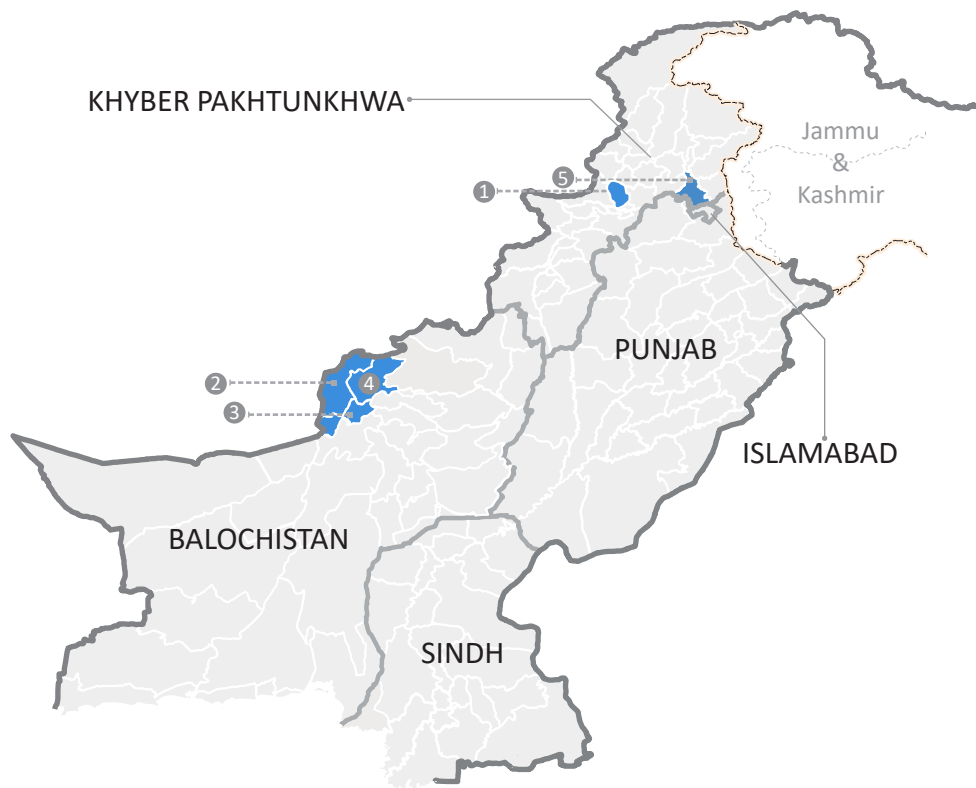 KHYBER PAKHTUNKHWA
Jammu
&
Kashmir
5
1
PUNJAB
2
4
3
ISLAMABAD
BALOCHISTAN
SINDH